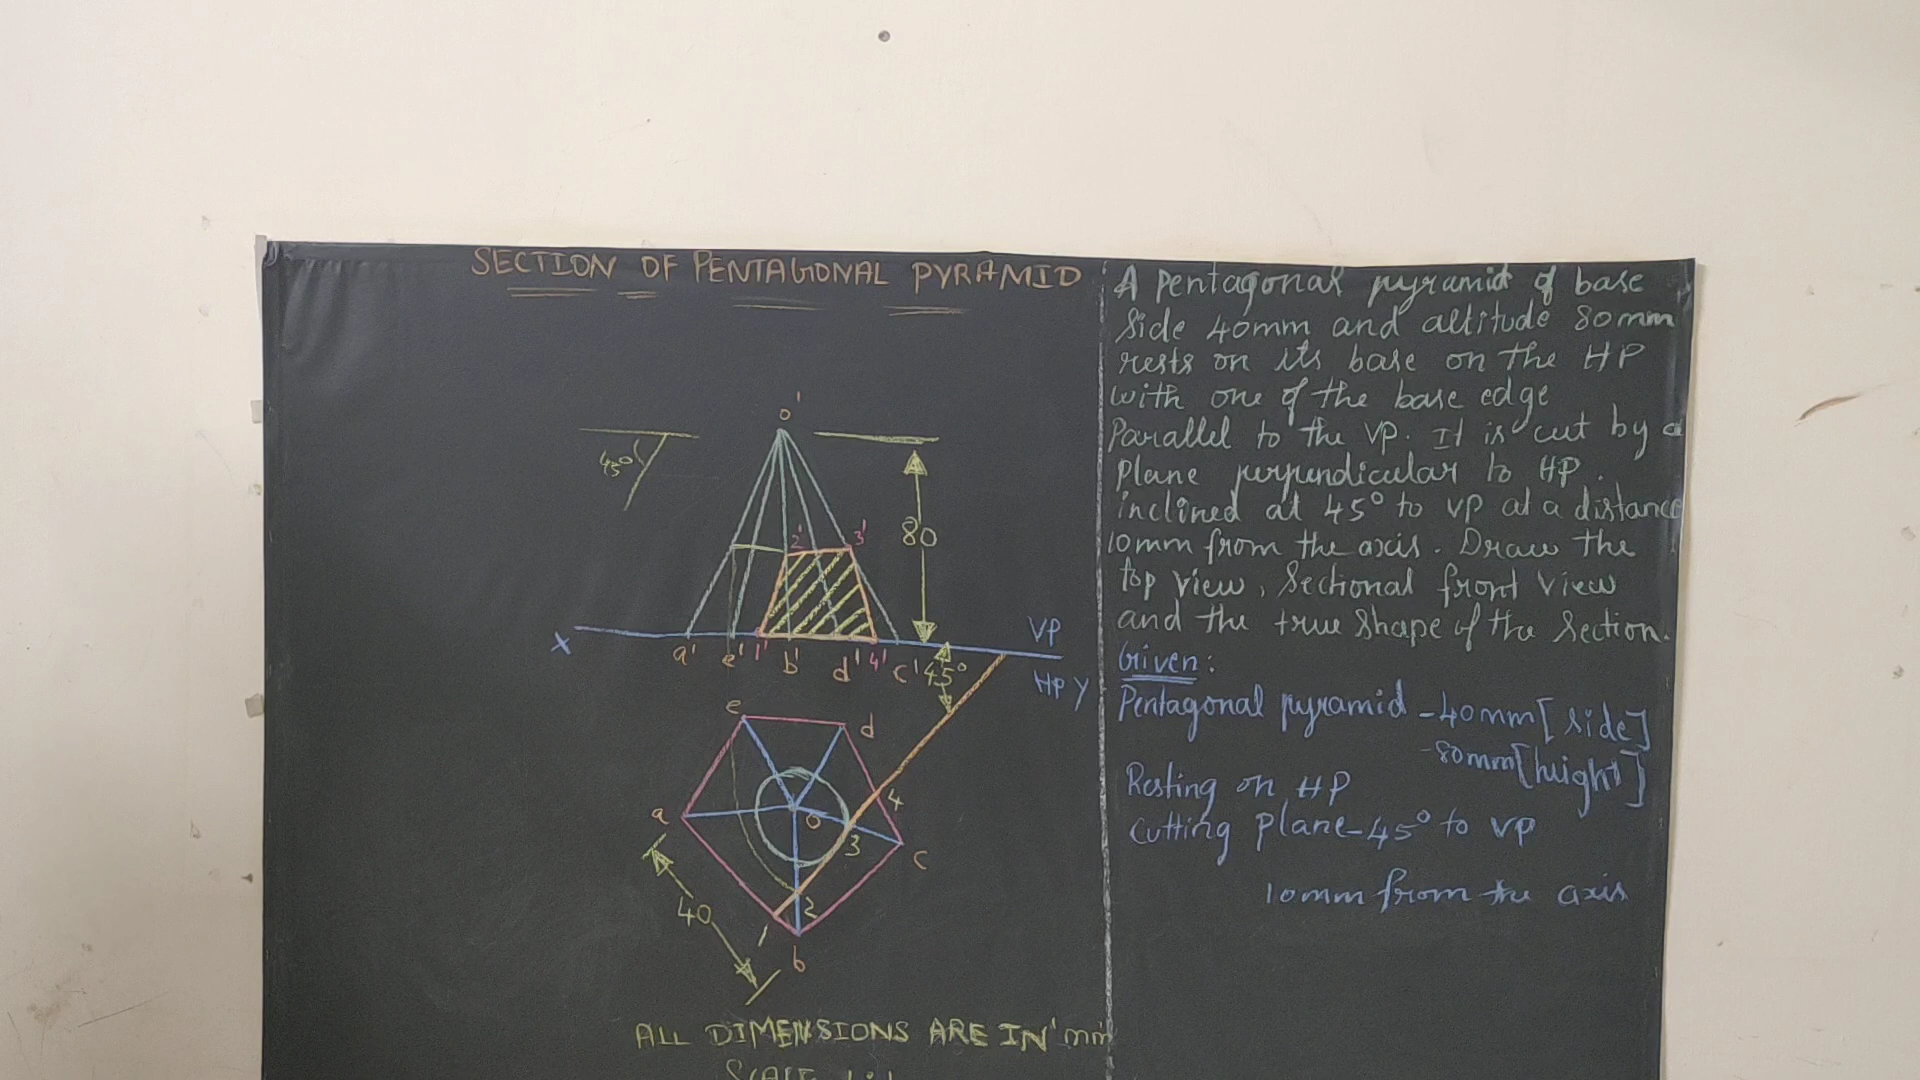 SECTION OF PENTAGONAL PYRAMID
o'
45°
80
2' 3'
X
VP
HP Y
a' e' 1' b' d' 4' c' 45°
e d
a o 4
3 c
40 2
b
ALL DIMENSIONS ARE IN 'mm
SCALE
A pentagonal pyramid of base
side 40mm and altitude 80mm
rests on its base on the HP
with one of the base edge
Parallel to the VP. It is cut by a
Plane perpendicular to HP.
inclined at 45° to VP at a distance
10mm from the axis. Draw the
top view, Sectional front view
and the true Shape of the Section.
Given:
Pentagonal pyramid - 40mm [side]
- 80mm [height]
Resting on HP
Cutting plane - 45° to VP
10mm from the axis